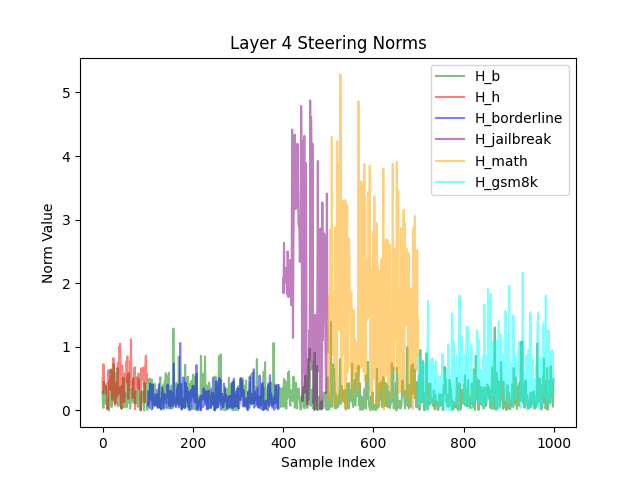 Layer 4 Steering Norms
H_b
H_h
H_borderline
H_jailbreak
H_math
H_gsm8k
Norm Value
5
4
3
2
1
0
0 200 400 600 800 1000
Sample Index